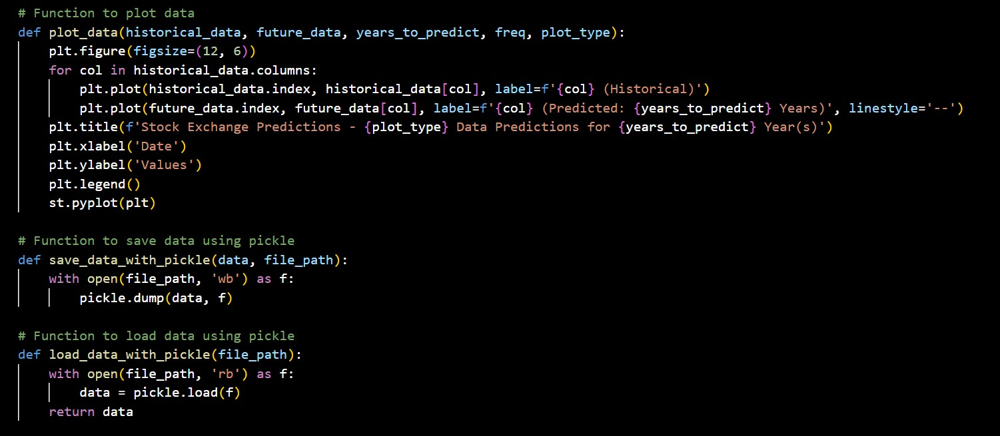 # Function to plot data
def plot_data(historical_data, future_data, years_to_predict, freq, plot_type):
    plt.figure(figsize=(12, 6))
    for col in historical_data.columns:
        plt.plot(historical_data.index, historical_data[col], label=f'{col} (Historical)')
        plt.plot(future_data.index, future_data[col], label=f'{col} (Predicted: {years_to_predict} Years)', linestyle='--')
    plt.title(f'Stock Exchange Predictions - {plot_type} Data Predictions for {years_to_predict} Year(s)')
    plt.xlabel('Date')
    plt.ylabel('Values')
    plt.legend()
    st.pyplot(plt)

# Function to save data using pickle
def save_data_with_pickle(data, file_path):
    with open(file_path, 'wb') as f:
        pickle.dump(data, f)

# Function to load data using pickle
def load_data_with_pickle(file_path):
    with open(file_path, 'rb') as f:
        data = pickle.load(f)
    return data